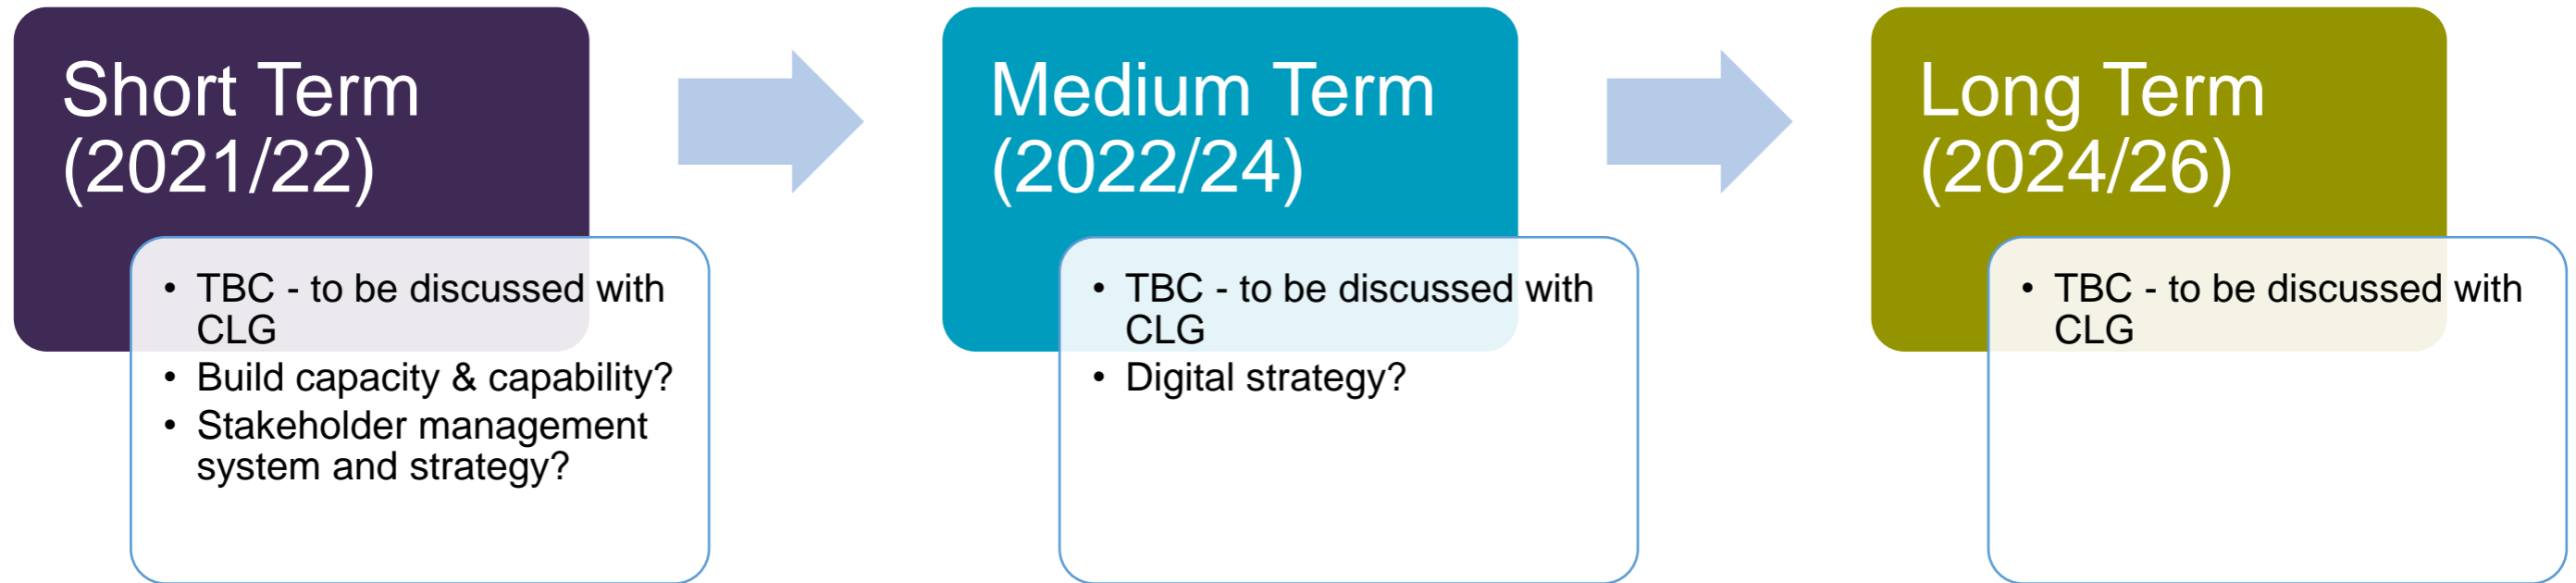 Short Term
(2021/22)
• TBC - to be discussed with
CLG
• Build capacity & capability?
• Stakeholder management
system and strategy?
Medium Term
(2022/24)
• TBC - to be discussed with
CLG
• Digital strategy?
Long Term
(2024/26)
• TBC - to be discussed with
CLG